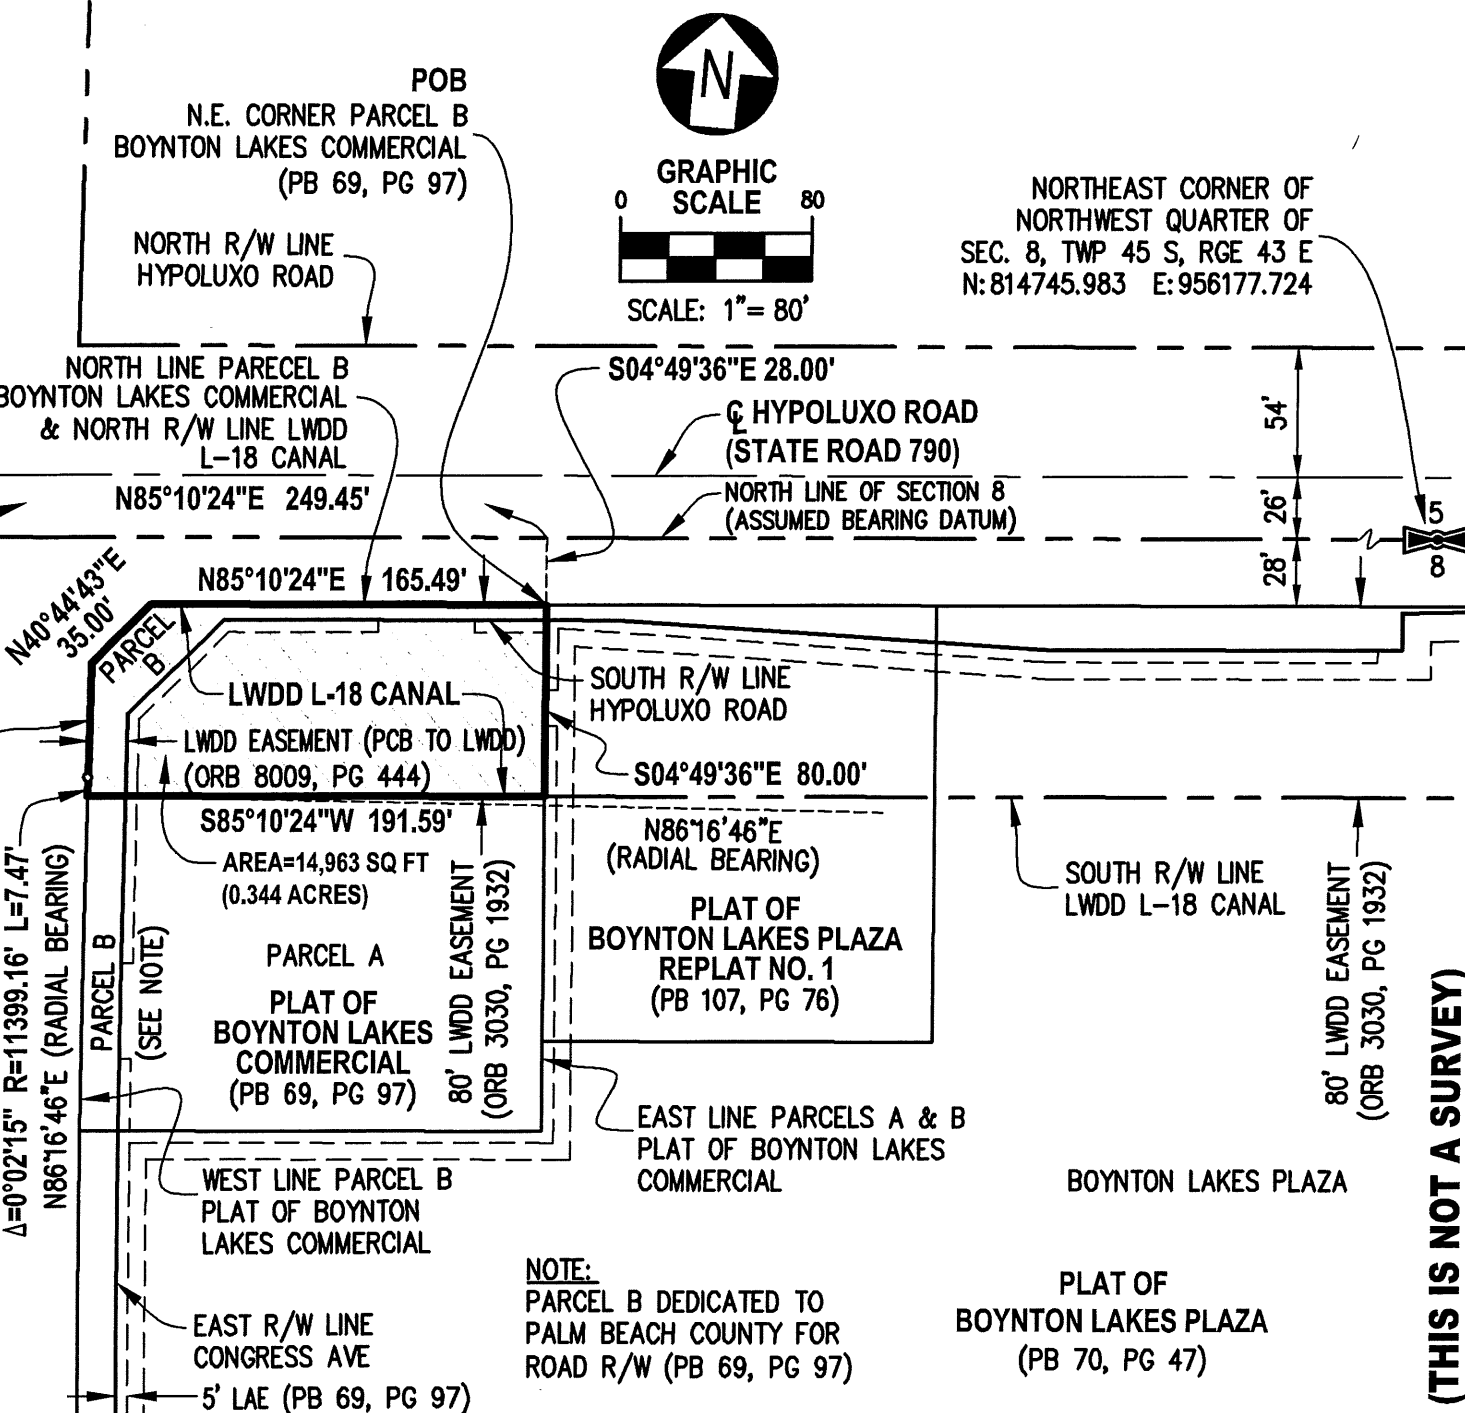 POB
N.E. CORNER PARCEL B
BOYNTON LAKES COMMERCIAL
(PB 69, PG 97)
N
GRAPHIC
SCALE
0 80
SCALE: 1"= 80'
NORTHEAST CORNER OF
NORTHWEST QUARTER OF
SEC. 8, TWP 45 S, RGE 43 E
N:814745.983 E:956177.724
NORTH R/W LINE
HYPOLUXO ROAD
NORTH LINE PARECEL B
BOYNTON LAKES COMMERCIAL
& NORTH R/W LINE LWDD
L-18 CANAL
S04°49'36"E 28.00'
℄ HYPOLUXO ROAD
(STATE ROAD 790)
54'
26'
28'
N85°10'24"E 249.45'
NORTH LINE OF SECTION 8
(ASSUMED BEARING DATUM)
5
8
N40°44'43"E
35.00'
N85°10'24"E 165.49'
PARCEL
B
LWDD L-18 CANAL
SOUTH R/W LINE
HYPOLUXO ROAD
LWDD EASEMENT (PCB TO LWDD)
(ORB 8009, PG 444)
S04°49'36"E 80.00'
S85°10'24"W 191.59'
N86°16'46"E
(RADIAL BEARING)
AREA=14,963 SQ FT
(0.344 ACRES)
SOUTH R/W LINE
LWDD L-18 CANAL
Δ=0°02'15" R=11399.16' L=7.47'
N86°16'46"E (RADIAL BEARING)
PARCEL B
(SEE NOTE)
PARCEL A
PLAT OF
BOYNTON LAKES
COMMERCIAL
(PB 69, PG 97)
80' LWDD EASEMENT
(ORB 3030, PG 1932)
PLAT OF
BOYNTON LAKES PLAZA
REPLAT NO. 1
(PB 107, PG 76)
80' LWDD EASEMENT
(ORB 3030, PG 1932)
(THIS IS NOT A SURVEY)
EAST LINE PARCELS A & B
PLAT OF BOYNTON LAKES
COMMERCIAL
WEST LINE PARCEL B
PLAT OF BOYNTON
LAKES COMMERCIAL
BOYNTON LAKES PLAZA
NOTE:
PARCEL B DEDICATED TO
PALM BEACH COUNTY FOR
ROAD R/W (PB 69, PG 97)
PLAT OF
BOYNTON LAKES PLAZA
(PB 70, PG 47)
EAST R/W LINE
CONGRESS AVE
5' LAE (PB 69, PG 97)